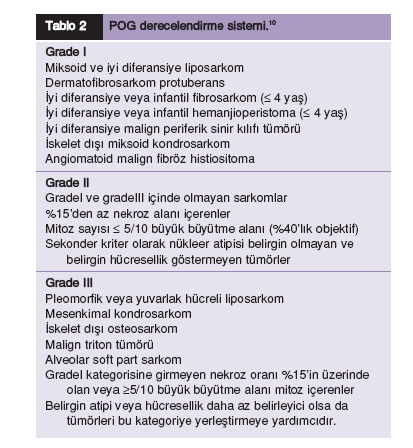 Tablo 2 POG derecelendirme sistemi.¹⁰
Grade I
Miksoid ve iyi diferansiye liposarkom
Dermatofibrosarkom protuberans
İyi diferansiye veya infantil fibrosarkom (≤ 4 yaş)
İyi diferansiye veya infantil hemanjioperistoma (≤ 4 yaş)
İyi diferansiye malign periferik sinir kılıfı tümörü
İskelet dışı miksoid kondrosarkom
Angiomatoid malign fibröz histiositoma
Grade II
GradeI ve gradeIII içinde olmayan sarkomlar
%15'den az nekroz alanı içerenler
Mitoz sayısı ≤ 5/10 büyük büyütme alanı (%40'lık objektif)
Sekonder kriter olarak nükleer atipisi belirgin olmayan ve
belirgin hücresellik göstermeyen tümörler
Grade III
Pleomorfik veya yuvarlak hücreli liposarkom
Mesenkimal kondrosarkom
İskelet dışı osteosarkom
Malign triton tümörü
Alveolar soft part sarkom
GradeI kategorisine girmeyen nekroz oranı %15'in üzerinde
olan veya ≥5/10 büyük büyütme alanı mitoz içerenler
Belirgin atipi veya hücresellik daha az belirleyici olsa da
tümörleri bu kategoriye yerleştirmeye yardımcıdır.